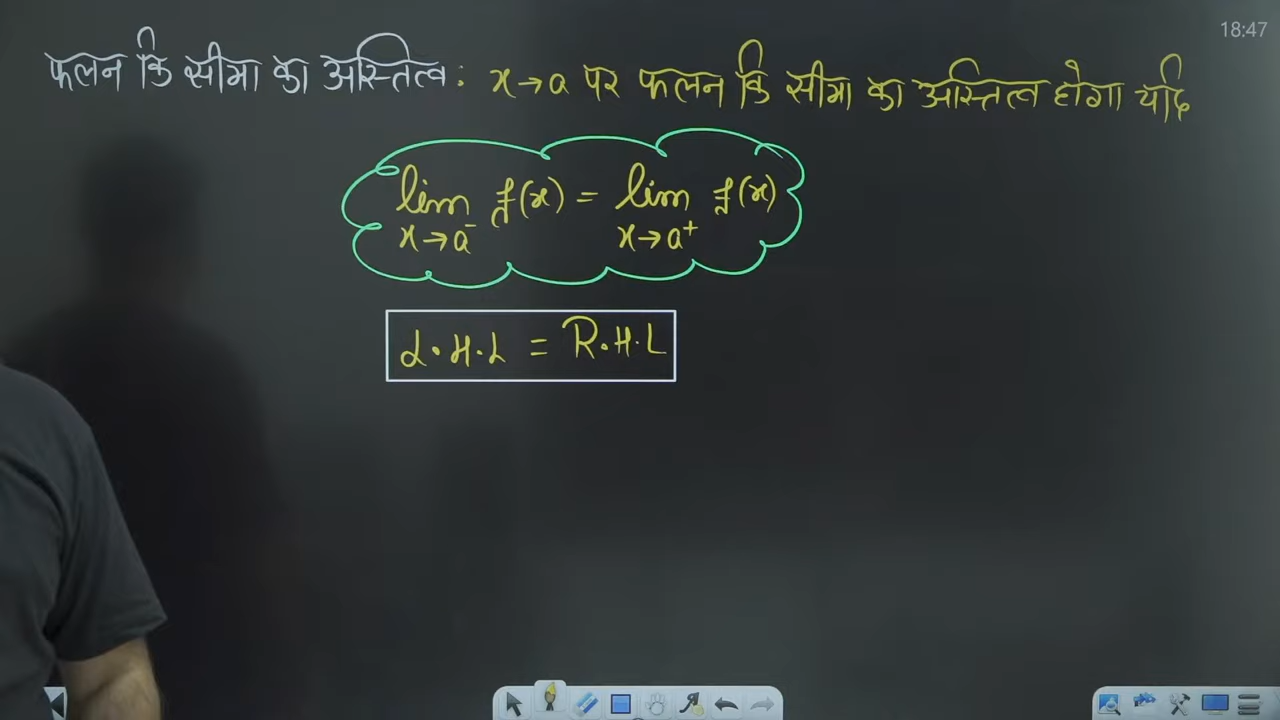 18:47
फलन कि सीमा का अस्तित्व : x→a पर फलन कि सीमा का अस्तित्व होगा यदि
lim f(x) = lim f(x)
x→a⁻ x→a⁺
L.H.L = R.H.L